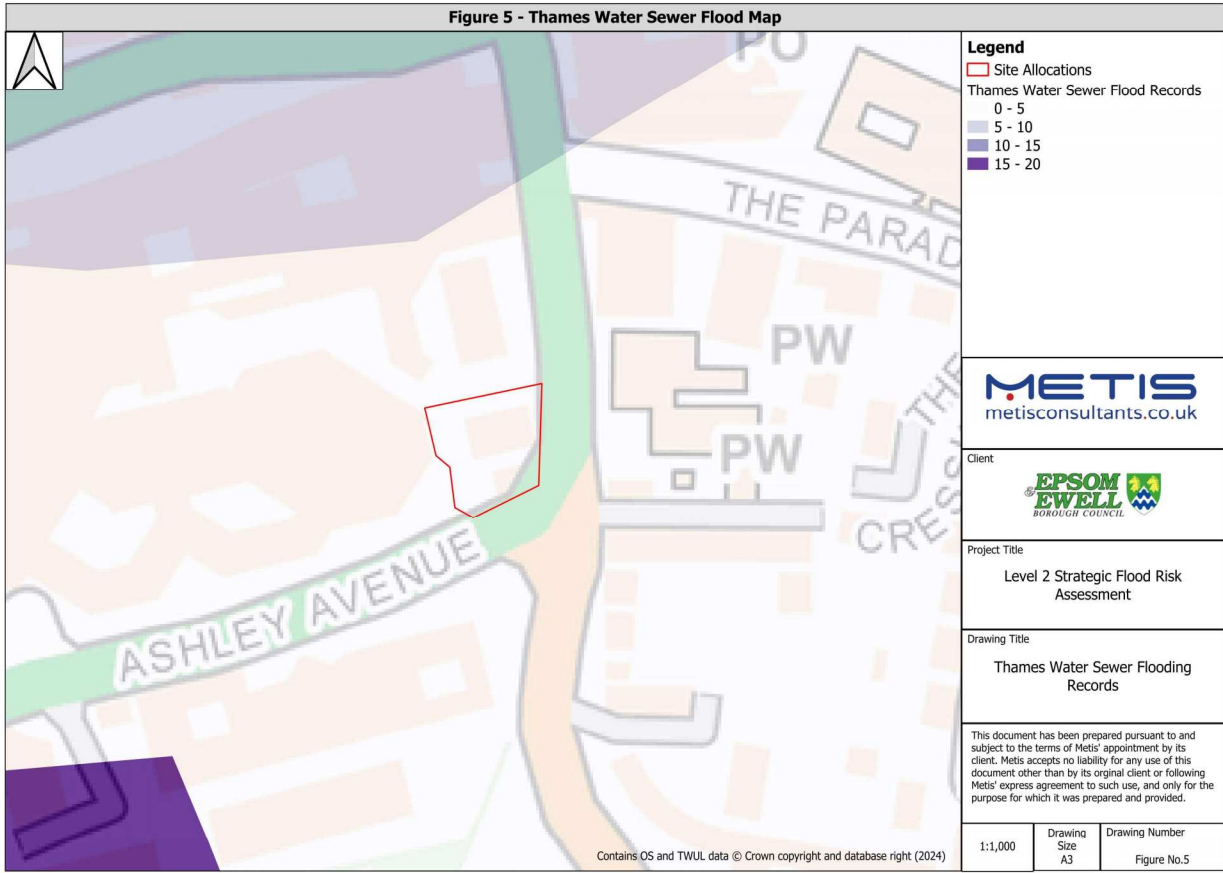 Figure 5 - Thames Water Sewer Flood Map
PO
THE PARAD
PW
PW
THE
CRES
ASHLEY AVENUE
Contains OS and TWUL data © Crown copyright and database right (2024)
Legend
Site Allocations
Thames Water Sewer Flood Records
0 - 5
5 - 10
10 - 15
15 - 20
METIS
metisconsultants.co.uk
Client
EPSOM
& EWELL
BOROUGH COUNCIL
Project Title
Level 2 Strategic Flood Risk
Assessment
Drawing Title
Thames Water Sewer Flooding
Records
This document has been prepared pursuant to and
subject to the terms of Metis' appointment by its
client. Metis accepts no liability for any use of this
document other than by its orginal client or following
Metis' express agreement to such use, and only for the
purpose for which it was prepared and provided.
1:1,000
Drawing
Size
A3
Drawing Number
Figure No.5